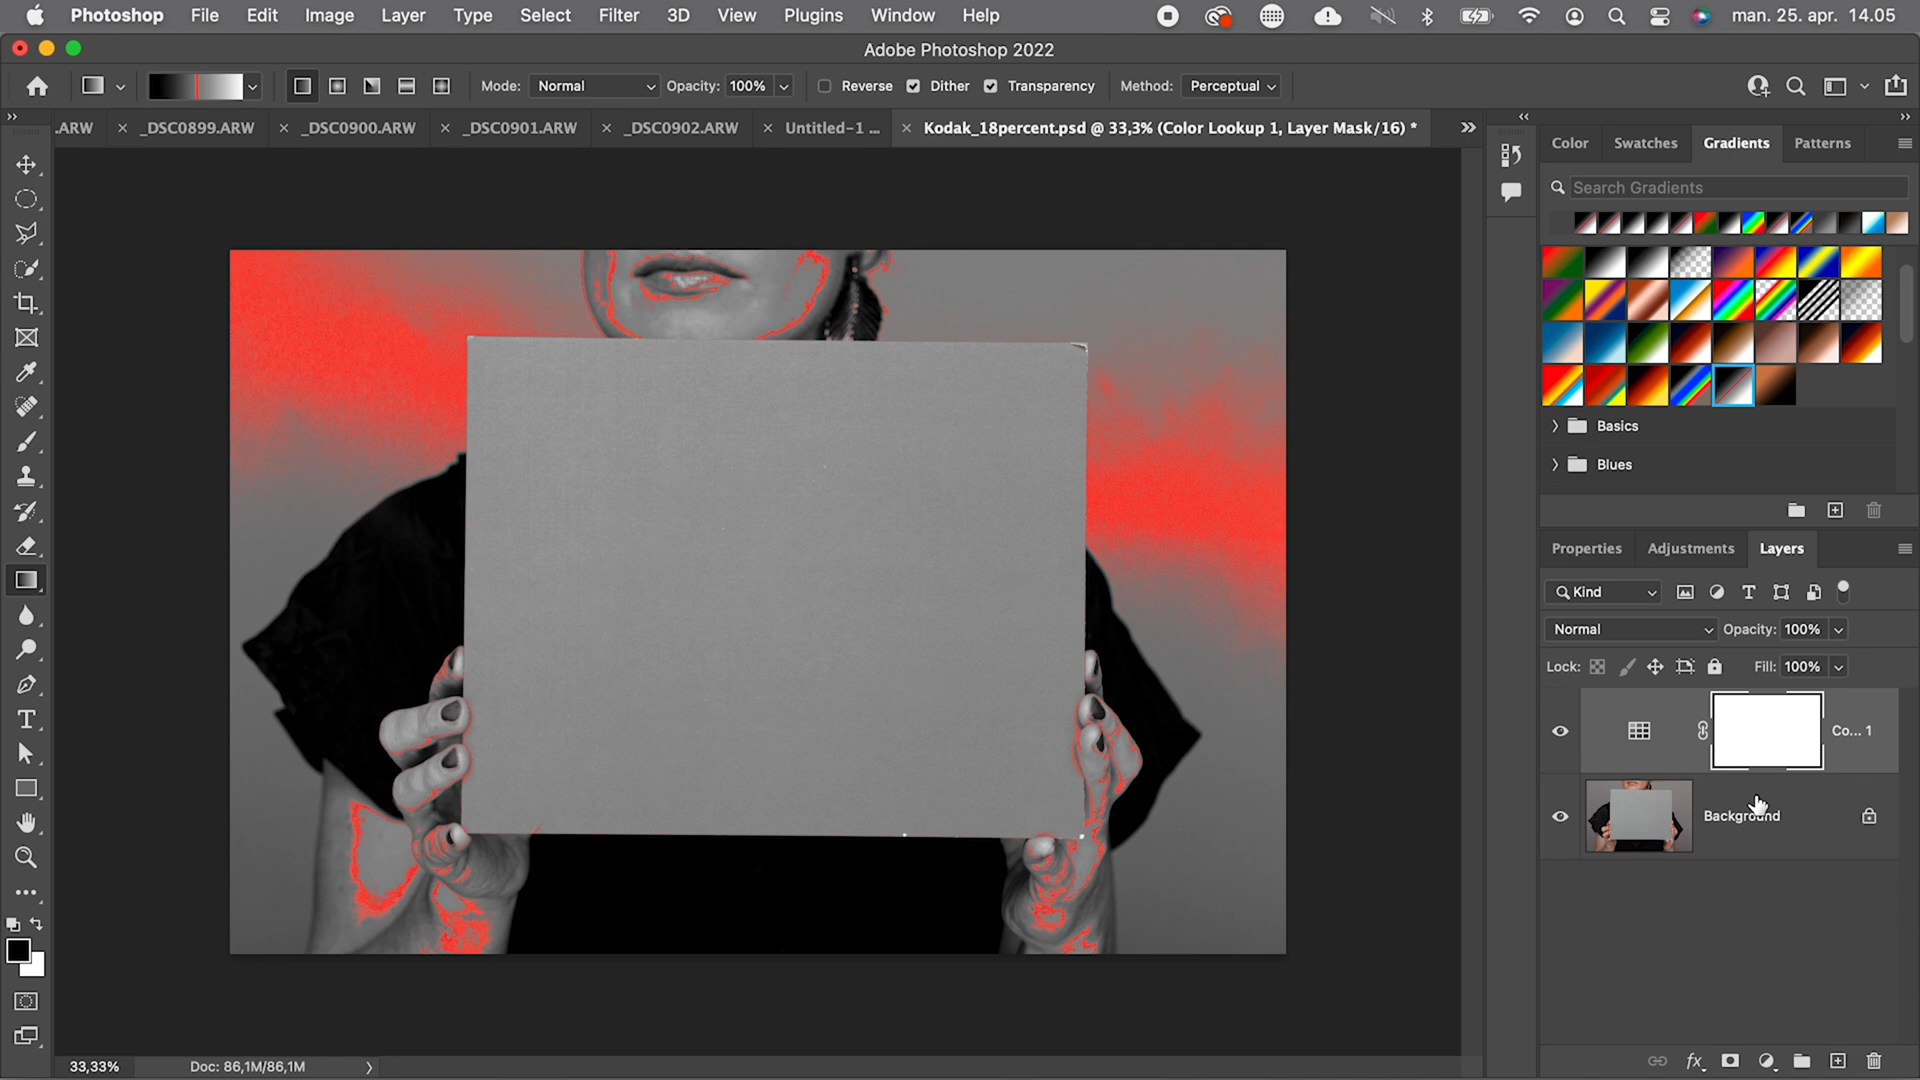 Photoshop File Edit Image Layer Type Select Filter 3D View Plugins Window Help man. 25. apr. 14.05
Adobe Photoshop 2022
Mode: Normal Opacity: 100% Reverse Dither Transparency Method: Perceptual
.ARW × _DSC0899.ARW × _DSC0900.ARW × _DSC0901.ARW × _DSC0902.ARW × Untitled-1 ... × Kodak_18percent.psd @ 33,3% (Color Lookup 1, Layer Mask/16) *
Color Swatches Gradients Patterns
Search Gradients
Basics
Blues
Properties Adjustments Layers
Kind
Normal Opacity: 100%
Lock: Fill: 100%
Co... 1
Background
33,33% Doc: 86,1M/86,1M